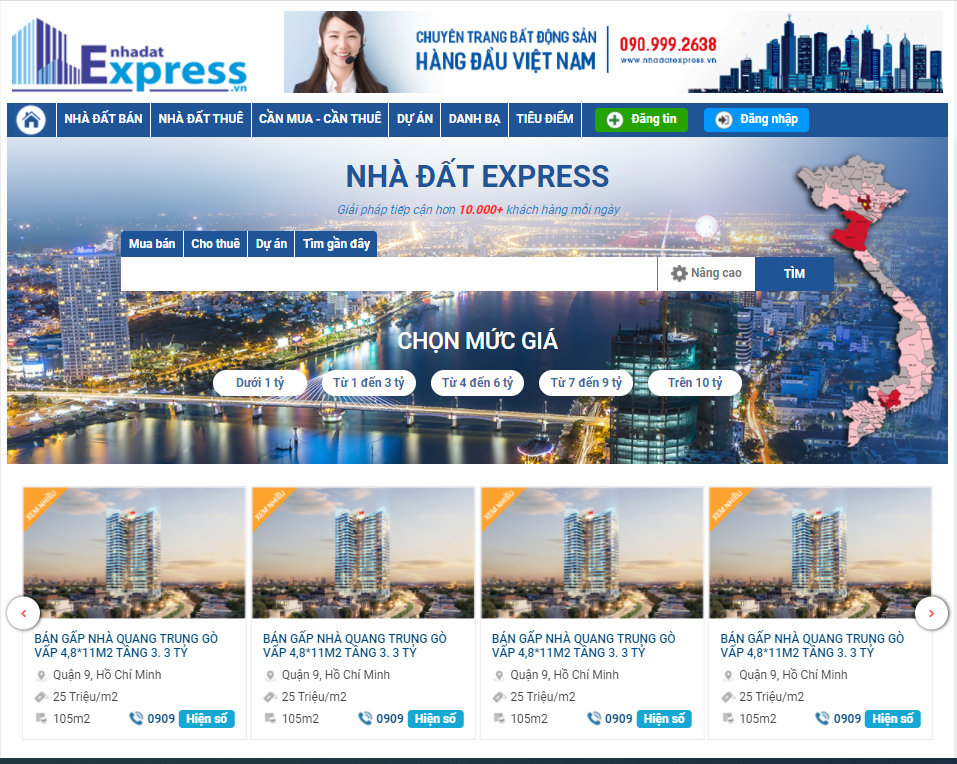 nhadat
Express
.vn
CHUYÊN TRANG BẤT ĐỘNG SẢN
HÀNG ĐẦU VIỆT NAM
090.999.2638
www.nhadatexpress.vn
NHÀ ĐẤT BÁN
NHÀ ĐẤT THUÊ
CẦN MUA - CẦN THUÊ
DỰ ÁN
DANH BẠ
TIÊU ĐIỂM
Đăng tin
Đăng nhập
NHÀ ĐẤT EXPRESS
Giải pháp tiếp cận hơn 10.000+ khách hàng mỗi ngày
Mua bán
Cho thuê
Dự án
Tìm gần đây
Nâng cao
TÌM
CHỌN MỨC GIÁ
Dưới 1 tỷ
Từ 1 đến 3 tỷ
Từ 4 đến 6 tỷ
Từ 7 đến 9 tỷ
Trên 10 tỷ
XEM NHIỀU
BÁN GẤP NHÀ QUANG TRUNG GÒ
VẤP 4,8*11M2 TẦNG 3. 3 TỶ
Quận 9, Hồ Chí Minh
25 Triệu/m2
105m2
0909
Hiện số
XEM NHIỀU
BÁN GẤP NHÀ QUANG TRUNG GÒ
VẤP 4,8*11M2 TẦNG 3. 3 TỶ
Quận 9, Hồ Chí Minh
25 Triệu/m2
105m2
0909
Hiện số
XEM NHIỀU
BÁN GẤP NHÀ QUANG TRUNG GÒ
VẤP 4,8*11M2 TẦNG 3. 3 TỶ
Quận 9, Hồ Chí Minh
25 Triệu/m2
105m2
0909
Hiện số
XEM NHIỀU
BÁN GẤP NHÀ QUANG TRUNG GÒ
VẤP 4,8*11M2 TẦNG 3. 3 TỶ
Quận 9, Hồ Chí Minh
25 Triệu/m2
105m2
0909
Hiện số